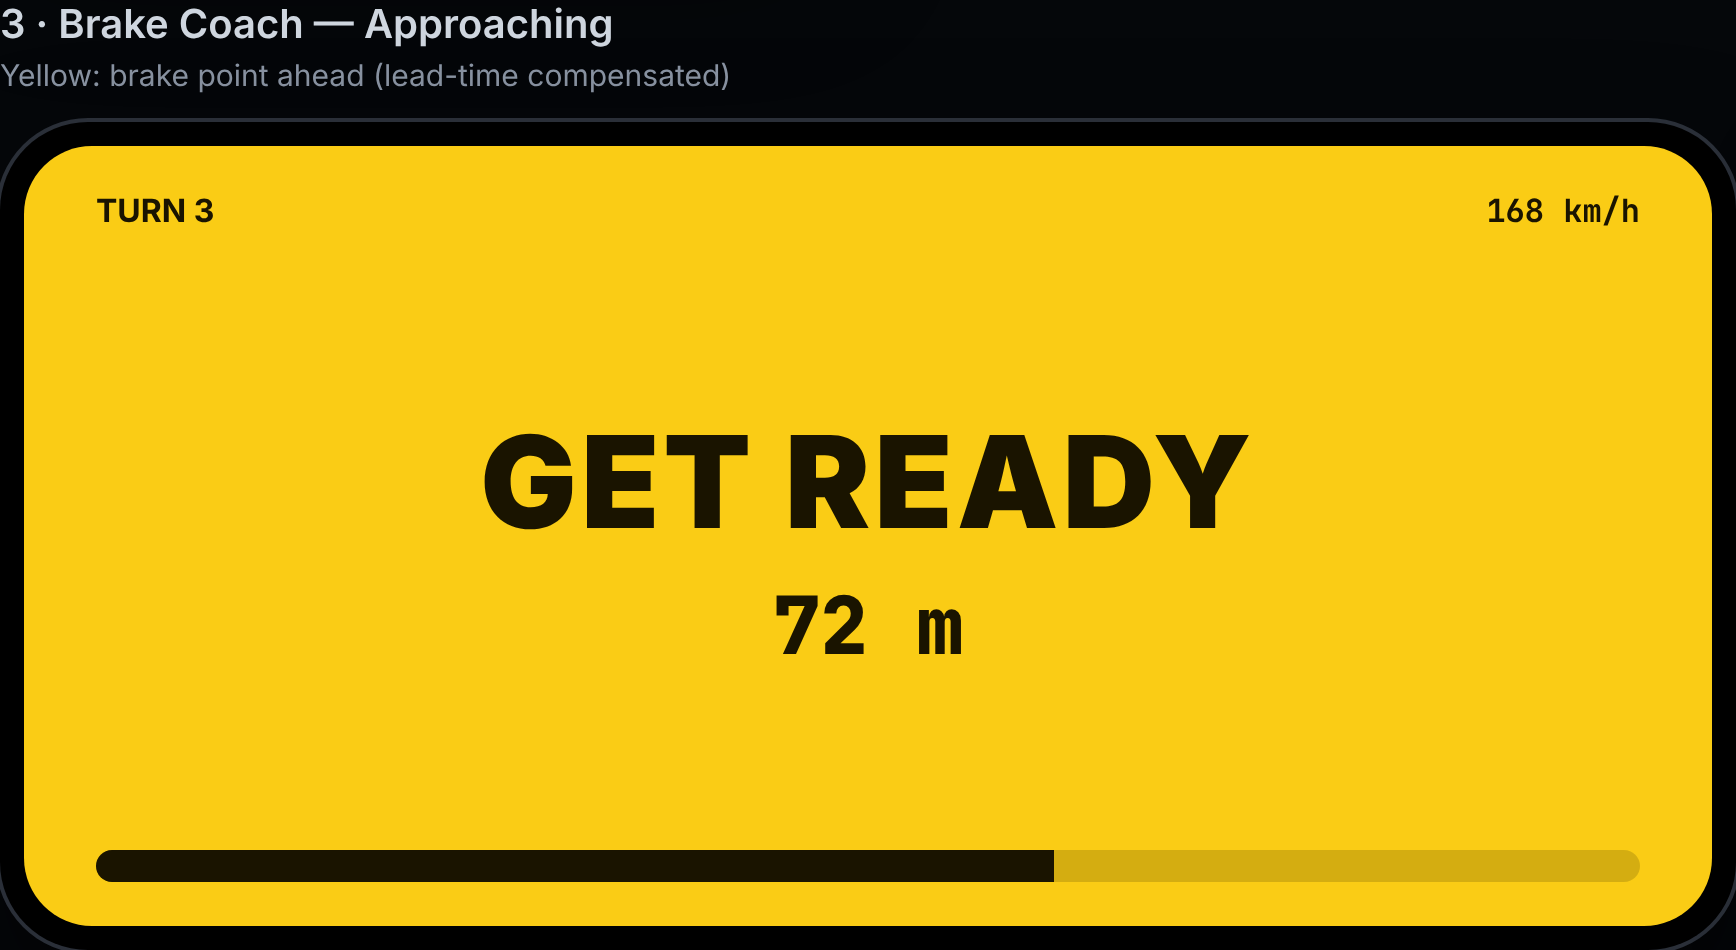 3 · Brake Coach — Approaching
Yellow: brake point ahead (lead-time compensated)
TURN 3
168 km/h
GET READY
72 m